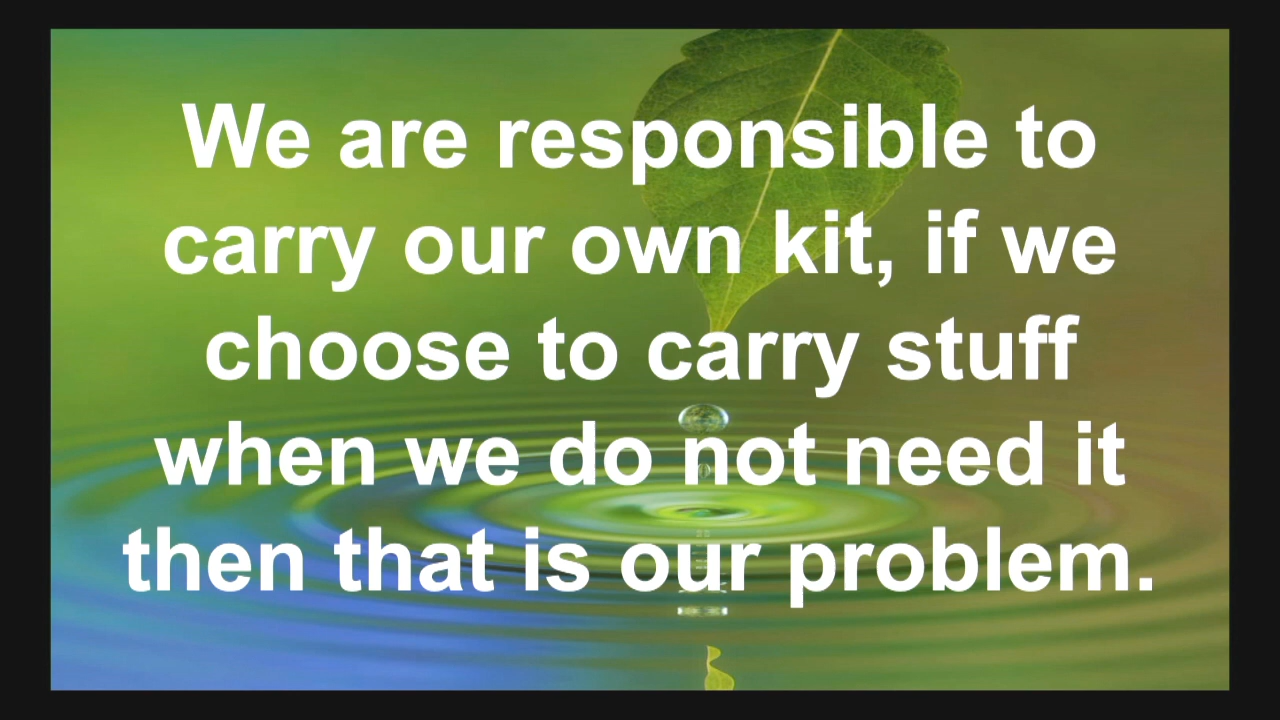 We are responsible to
carry our own kit, if we
choose to carry stuff
when we do not need it
then that is our problem.